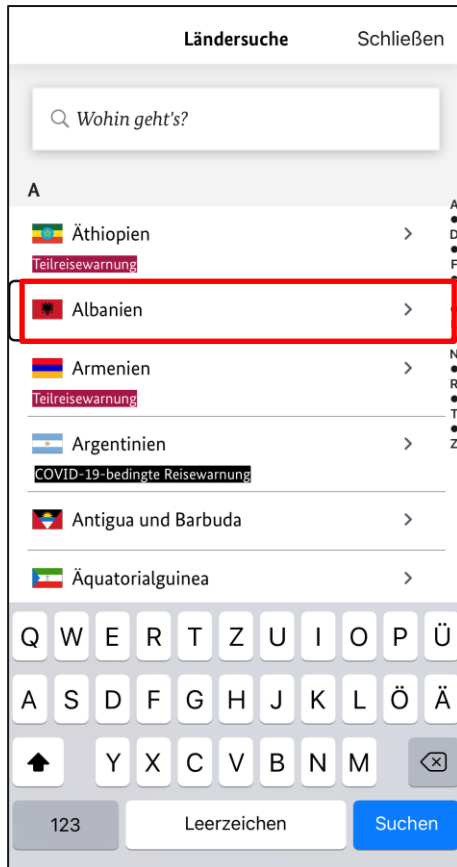 Ländersuche Schließen
Wohin geht's?
A
Äthiopien
Teilreisewarnung
Albanien
Armenien
Teilreisewarnung
Argentinien
COVID-19-bedingte Reisewarnung
Antigua und Barbuda
Äquatorialguinea
A
D
F
N
R
T
Z
Q W E R T Z U I O P Ü
A S D F G H J K L Ö Ä
Y X C V B N M
123 Leerzeichen Suchen